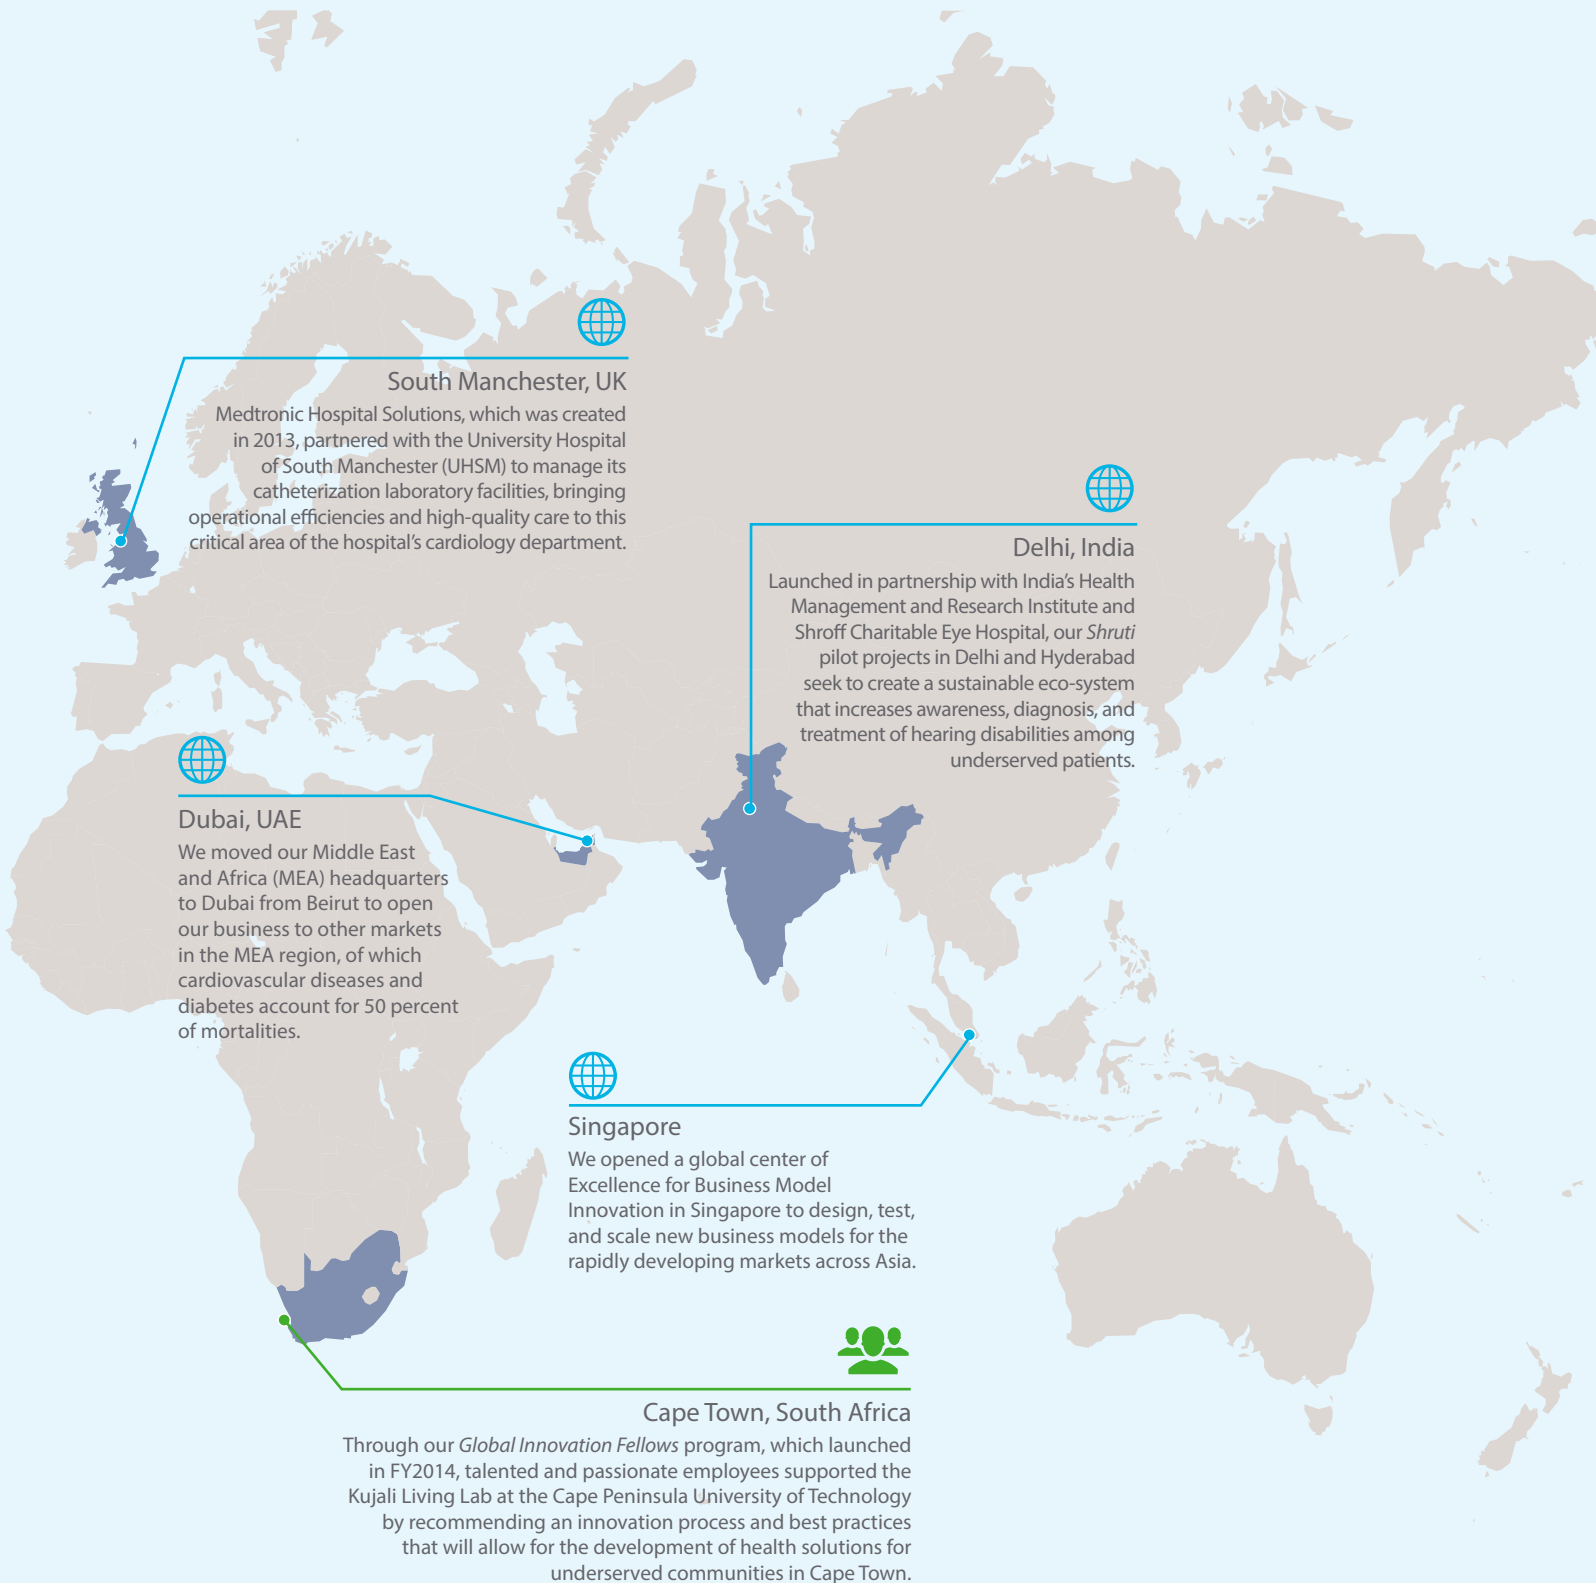 South Manchester, UK
Medtronic Hospital Solutions, which was created
in 2013, partnered with the University Hospital
of South Manchester (UHSM) to manage its
catheterization laboratory facilities, bringing
operational efficiencies and high-quality care to this
critical area of the hospital's cardiology department.
Delhi, India
Launched in partnership with India's Health
Management and Research Institute and
Shroff Charitable Eye Hospital, our Shruti
pilot projects in Delhi and Hyderabad
seek to create a sustainable eco-system
that increases awareness, diagnosis, and
treatment of hearing disabilities among
underserved patients.
Dubai, UAE
We moved our Middle East
and Africa (MEA) headquarters
to Dubai from Beirut to open
our business to other markets
in the MEA region, of which
cardiovascular diseases and
diabetes account for 50 percent
of mortalities.
Singapore
We opened a global center of
Excellence for Business Model
Innovation in Singapore to design, test,
and scale new business models for the
rapidly developing markets across Asia.
Cape Town, South Africa
Through our Global Innovation Fellows program, which launched
in FY2014, talented and passionate employees supported the
Kujali Living Lab at the Cape Peninsula University of Technology
by recommending an innovation process and best practices
that will allow for the development of health solutions for
underserved communities in Cape Town.